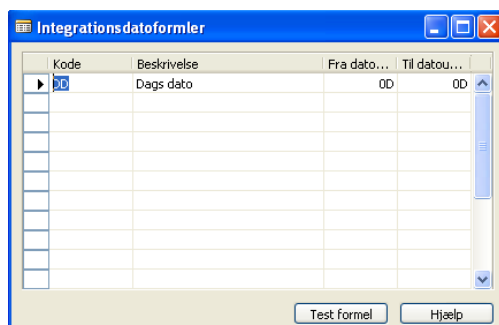 Integrationsdatoformler
Kode Beskrivelse Fra dato... Til datou...
0D Dags dato 0D 0D
Test formel Hjælp